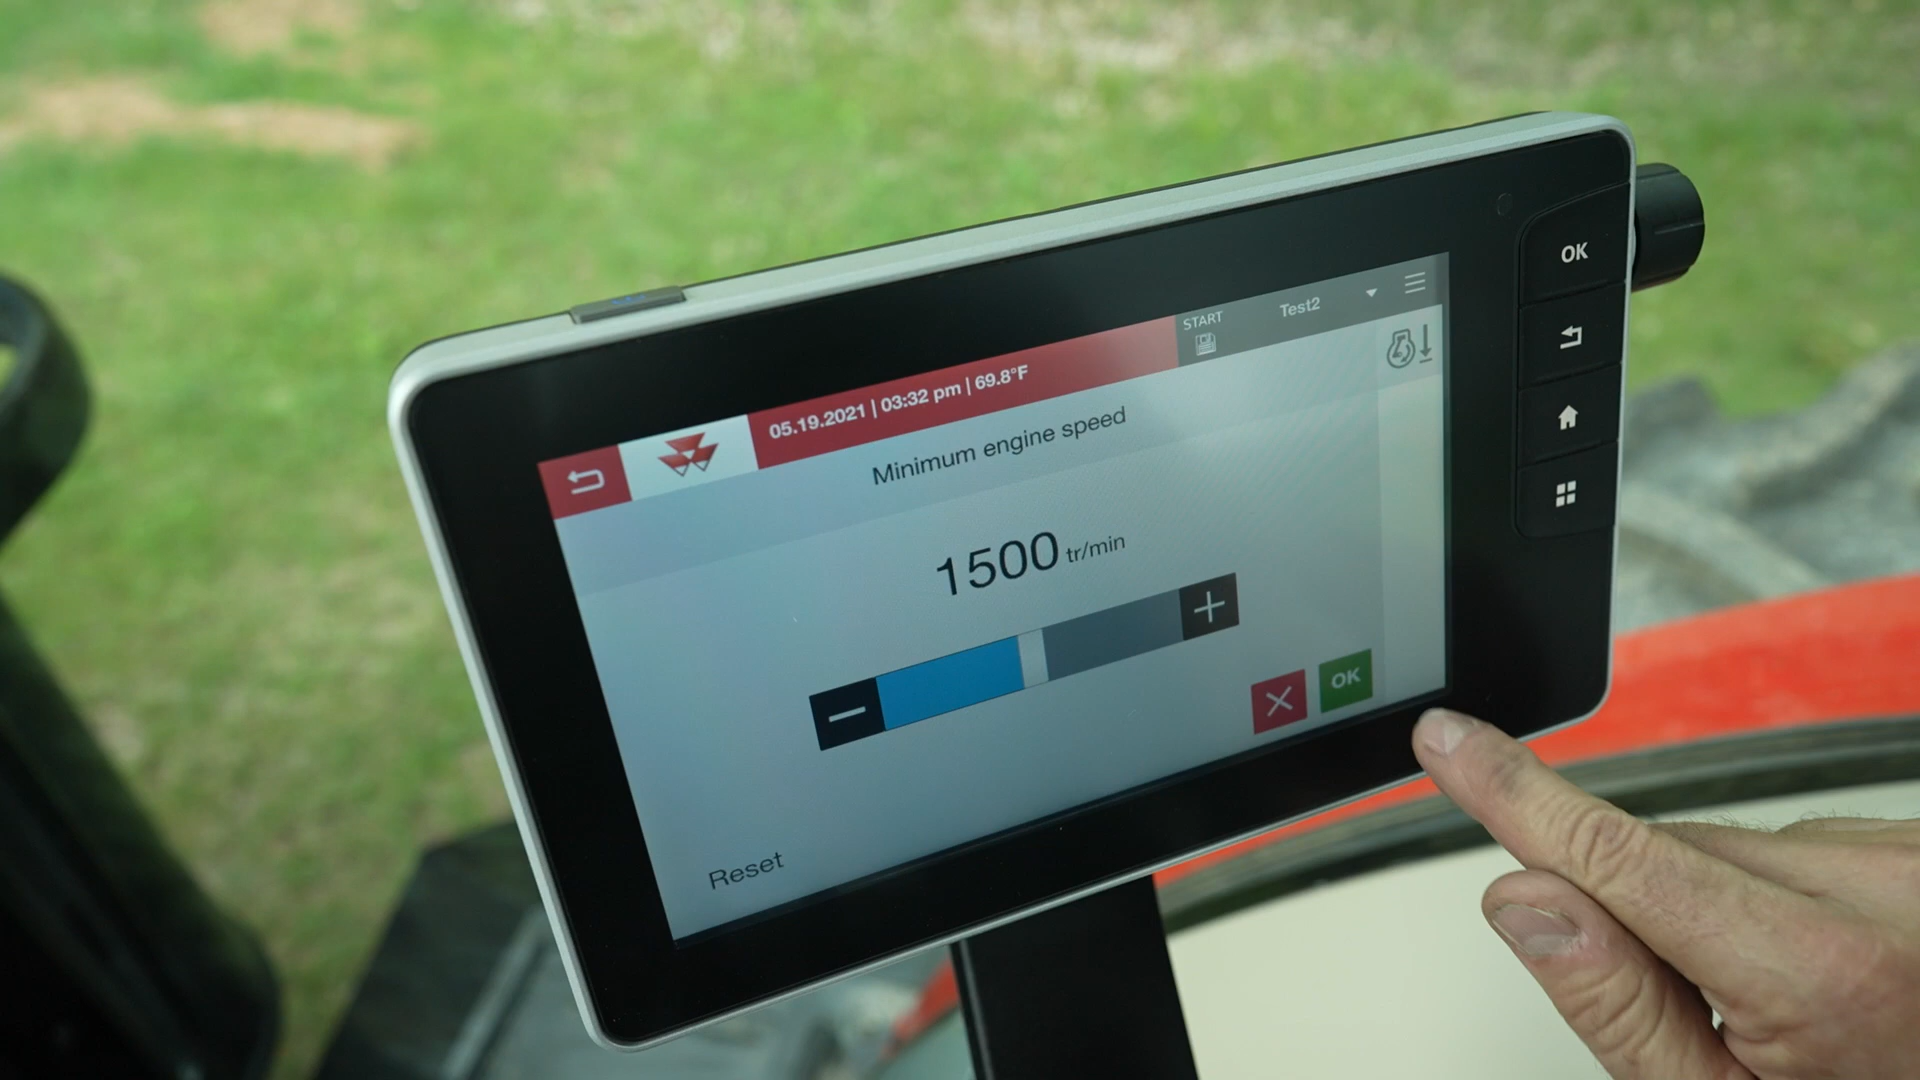 START
Test2
05.19.2021 | 03:32 pm | 69.8°F
Minimum engine speed
1500 tr/min
OK
Reset
OK